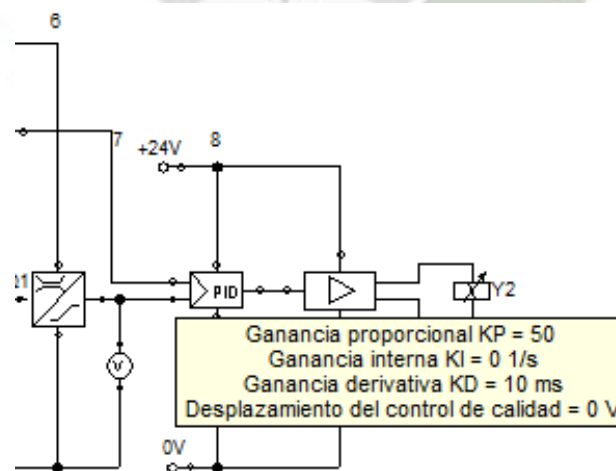 6
7
8
+24V
PID
Y2
V
Ganancia proporcional KP = 50
Ganancia interna KI = 0 1/s
Ganancia derivativa KD = 10 ms
Desplazamiento del control de calidad = 0 V
0V